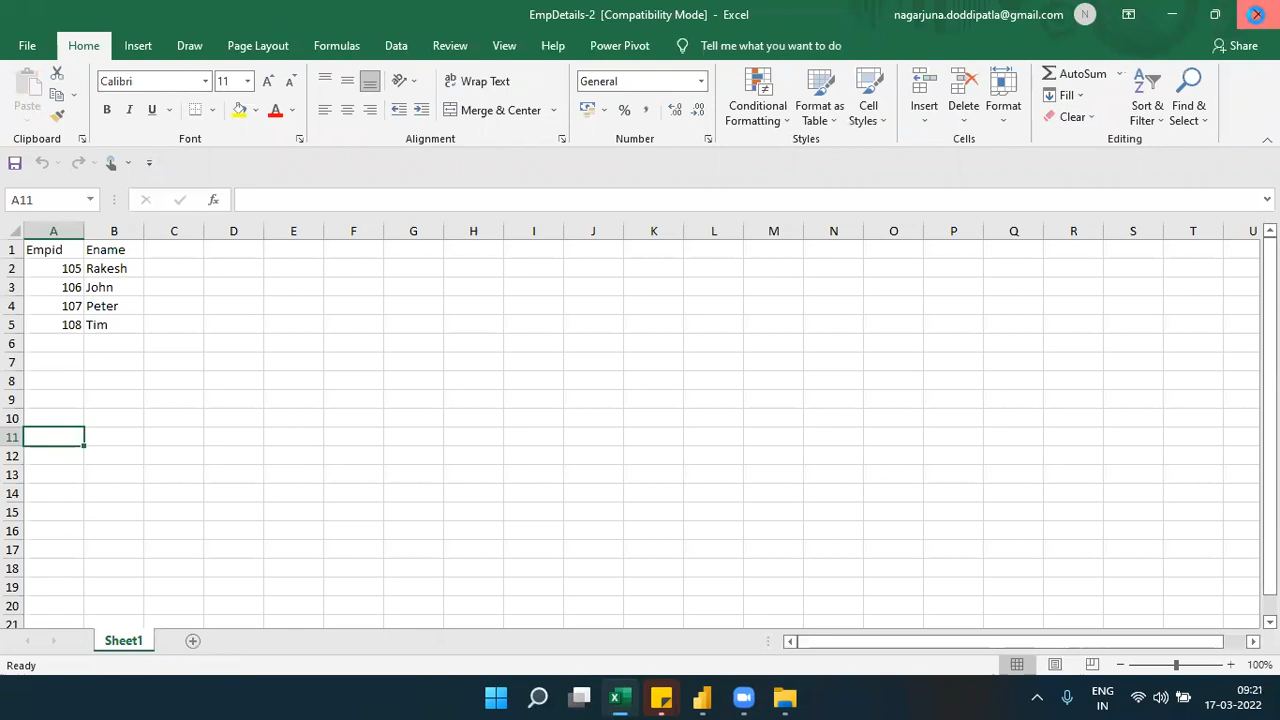 EmpDetails-2 [Compatibility Mode] - Excel nagarjuna.doddipatla@gmail.com N
File Home Insert Draw Page Layout Formulas Data Review View Help Power Pivot Tell me what you want to do Share
Paste Calibri 11 A A Wrap Text General Conditional Formatting Format as Table Cell Styles Insert Delete Format AutoSum Sort & Filter Find & Select
B I U A Merge & Center % , Fill
Clear
Clipboard Font Alignment Number Styles Cells Editing
A11 fx
A B C D E F G H I J K L M N O P Q R S T U
1 Empid Ename
2 105 Rakesh
3 106 John
4 107 Peter
5 108 Tim
6
7
8
9
10
11
12
13
14
15
16
17
18
19
20
21
Sheet1
Ready 100%
ENG 09:21
IN 17-03-2022